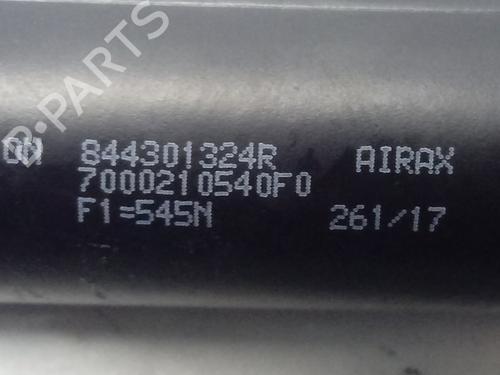 844301324R AIRAX
7000210540F0
F1=545N 261/17
B-PARTS